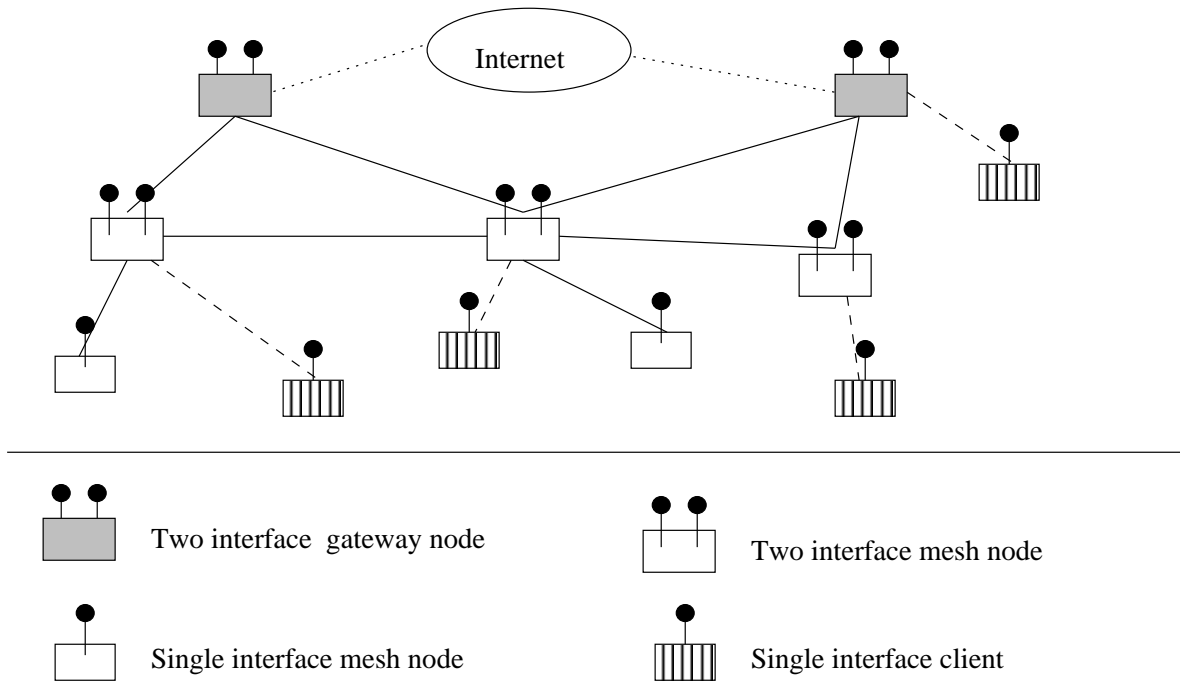 Internet
Two interface gateway node
Two interface mesh node
Single interface mesh node
Single interface client